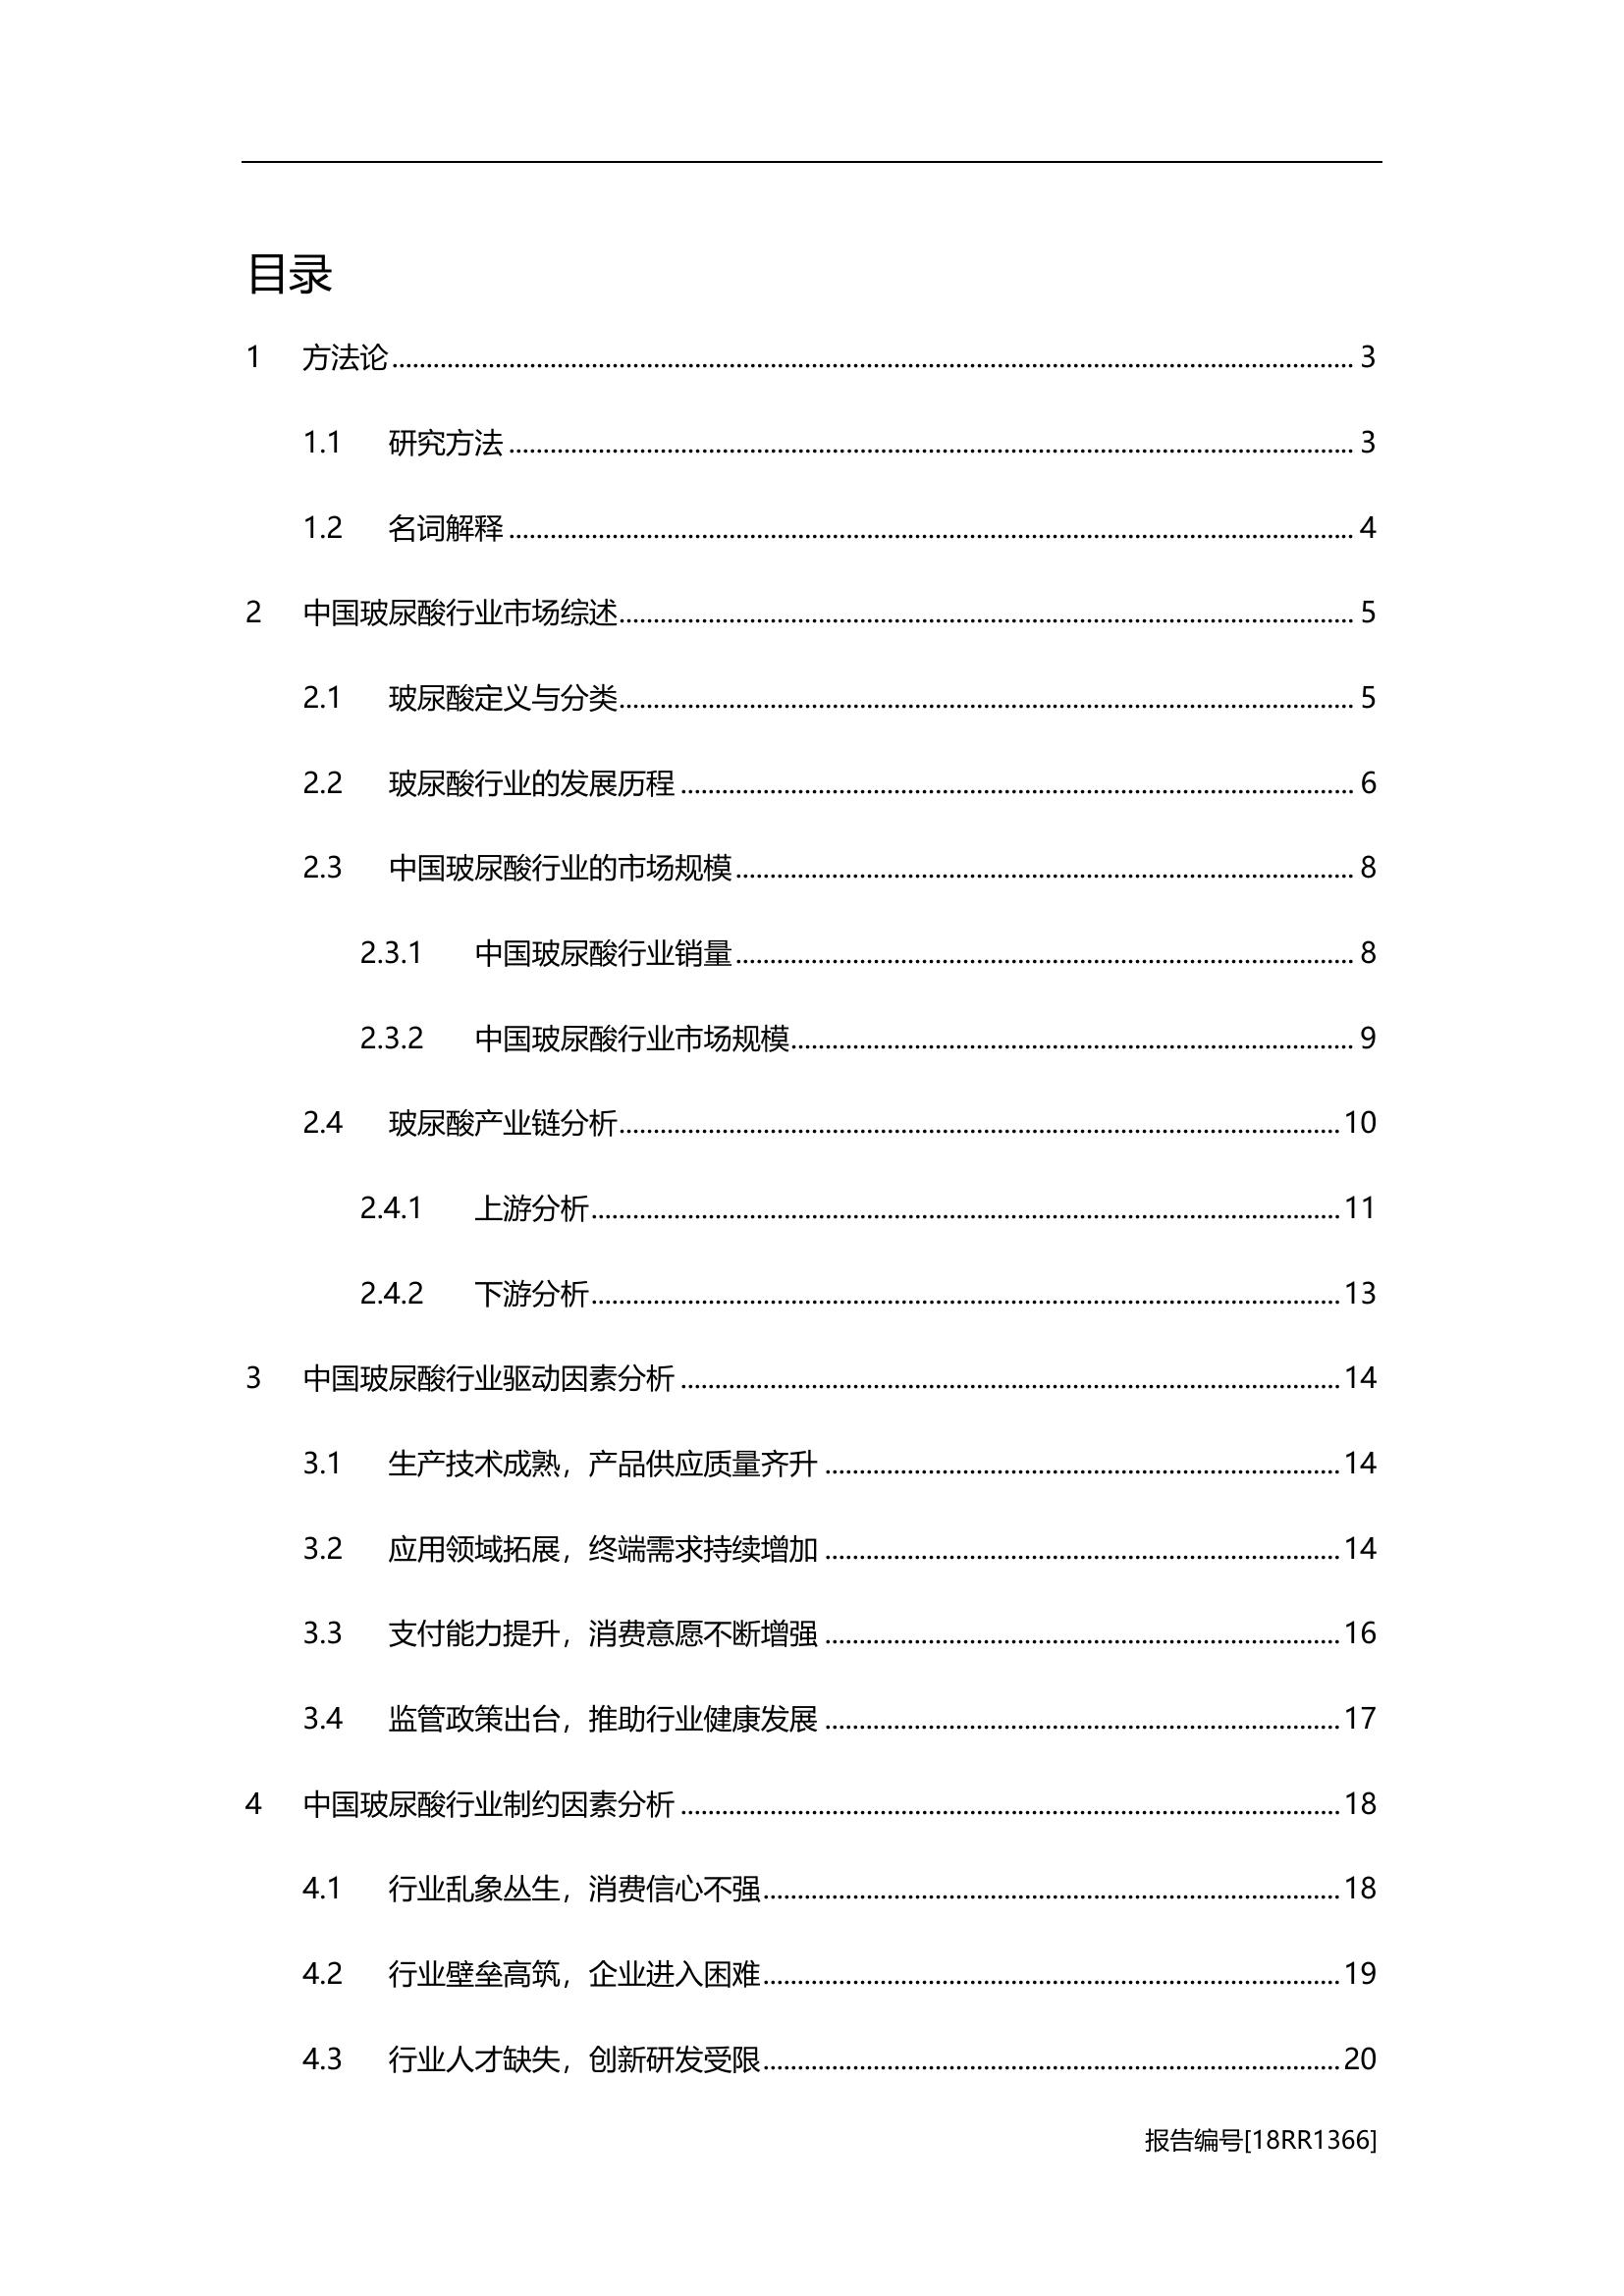 目录
1 方法论 3
1.1 研究方法 3
1.2 名词解释 4
2 中国玻尿酸行业市场综述 5
2.1 玻尿酸定义与分类 5
2.2 玻尿酸行业的发展历程 6
2.3 中国玻尿酸行业的市场规模 8
2.3.1 中国玻尿酸行业销量 8
2.3.2 中国玻尿酸行业市场规模 9
2.4 玻尿酸产业链分析 10
2.4.1 上游分析 11
2.4.2 下游分析 13
3 中国玻尿酸行业驱动因素分析 14
3.1 生产技术成熟，产品供应质量齐升 14
3.2 应用领域拓展，终端需求持续增加 14
3.3 支付能力提升，消费意愿不断增强 16
3.4 监管政策出台，推助行业健康发展 17
4 中国玻尿酸行业制约因素分析 18
4.1 行业乱象丛生，消费信心不强 18
4.2 行业壁垒高筑，企业进入困难 19
4.3 行业人才缺失，创新研发受限 20
报告编号[18RR1366]